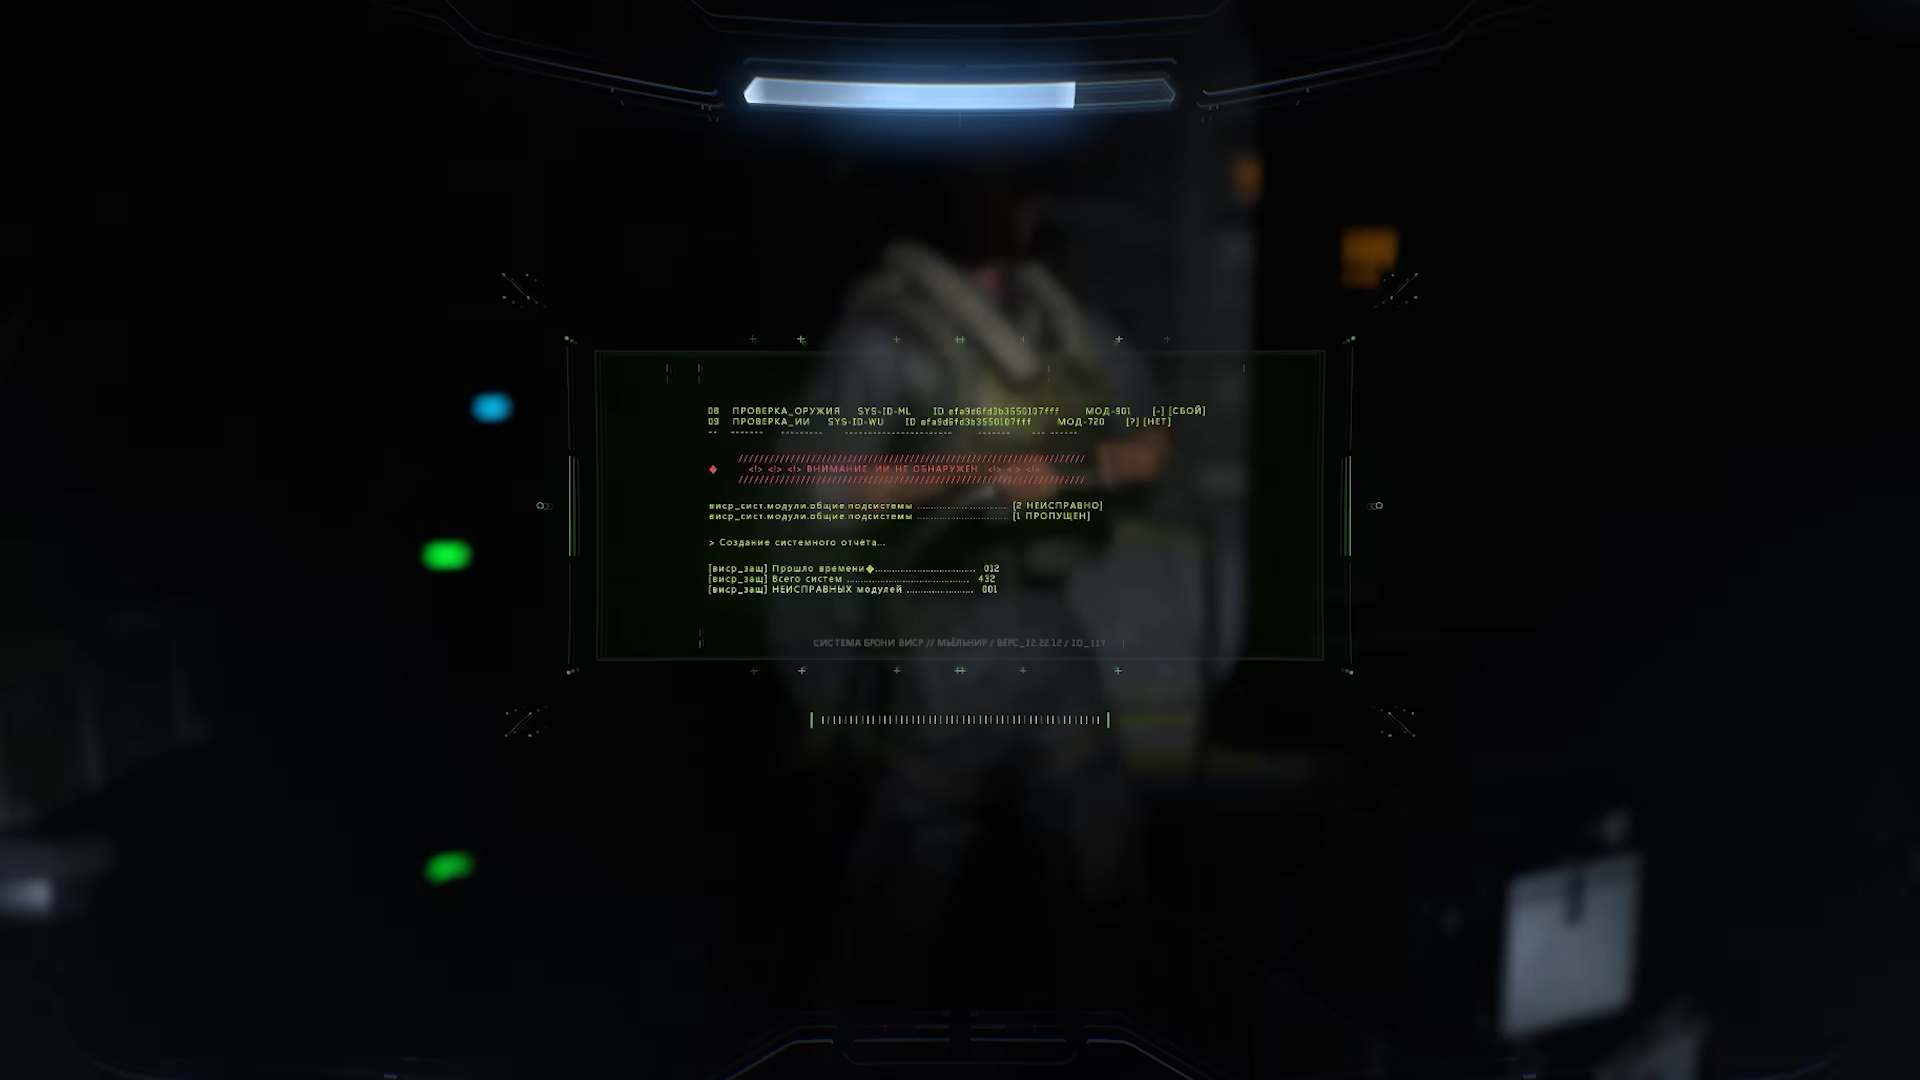 08 ПРОВЕРКА_ОРУЖИЯ SYS-ID-ML ID efa9d6fd3b3550107fff МОД-901 [-] [СБОЙ]
09 ПРОВЕРКА_ИИ SYS-ID-WU ID efa9d6fd3b3550107fff МОД-720 [?] [НЕТ]
<!> <!> <!> ВНИМАНИЕ ИИ НЕ ОБНАРУЖЕН <!> <!> <!>
виср_сист.модули.общие.подсистемы ........................... [2 НЕИСПРАВНО]
виср_сист.модули.общие.подсистемы ........................... [1 ПРОПУЩЕН]
> Создание системного отчета...
[виср_защ] Прошло времени�............................... 012
[виср_защ] Всего систем ..................................... 432
[виср_защ] НЕИСПРАВНЫХ модулей .................... 001
СИСТЕМА БРОНИ ВИСР // МЬЁЛЬНИР / ВЕРС_12.22.12 / ID_117